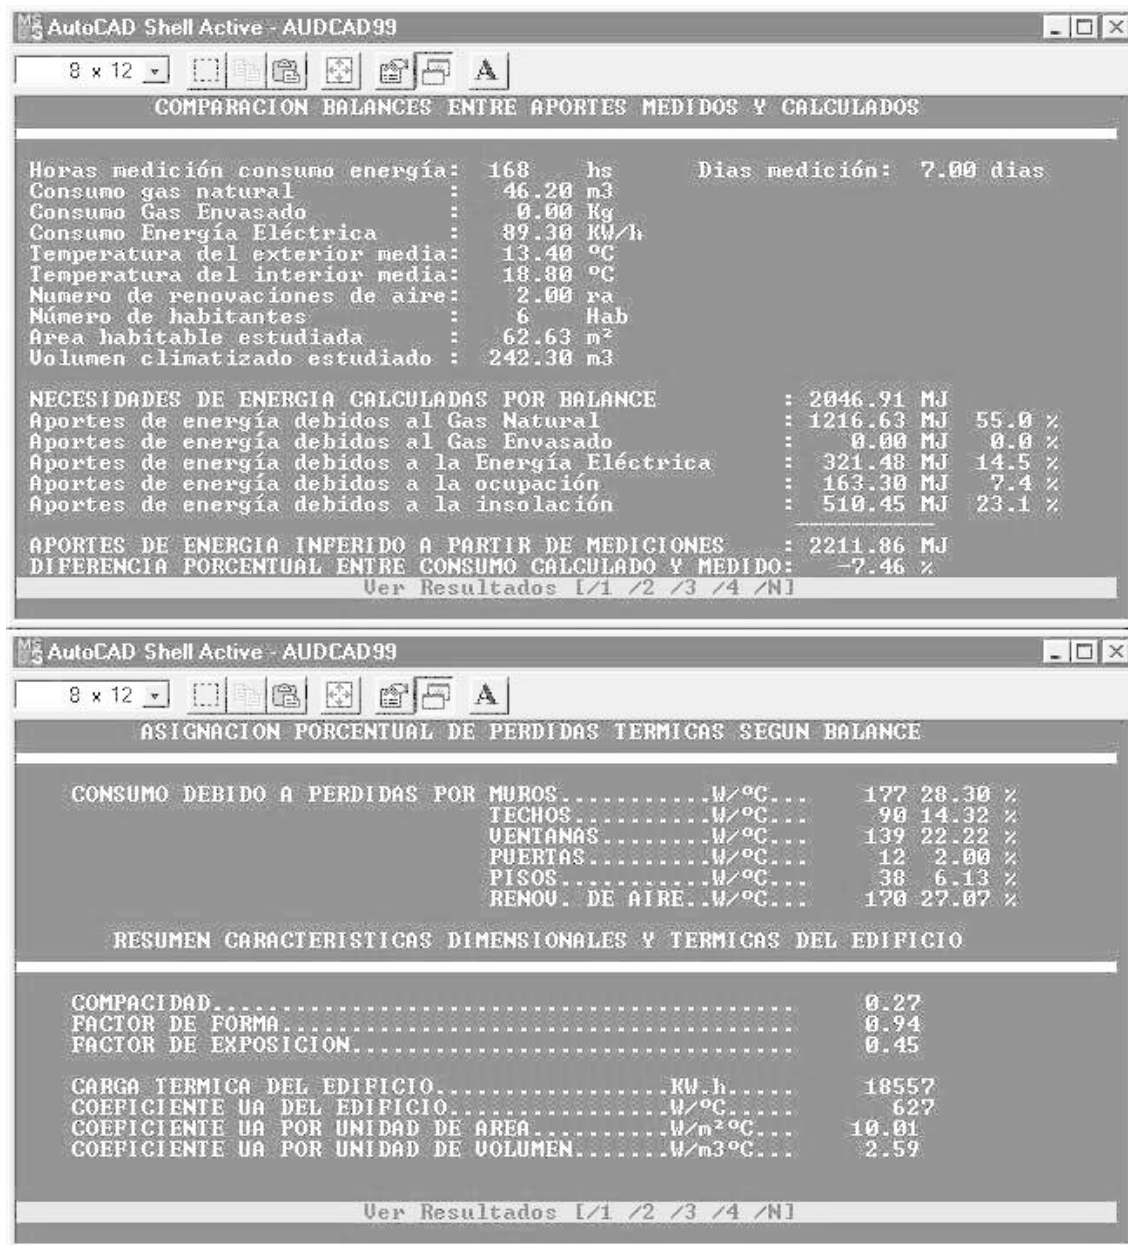 AutoCAD Shell Active - AUDCAD99
8 x 12
A
COMPARACION BALANCES ENTRE APORTES MEDIDOS Y CALCULADOS
Horas medición consumo energía: 168 hs Dias medición: 7.00 dias
Consumo gas natural : 46.20 m3
Consumo Gas Envasado : 0.00 Kg
Consumo Energía Eléctrica : 89.30 KW/h
Temperatura del exterior media: 13.40 ºC
Temperatura del interior media: 18.80 ºC
Numero de renovaciones de aire: 2.00 ra
Número de habitantes : 6 Hab
Area habitable estudiada : 62.63 m²
Volumen climatizado estudiado : 242.30 m3
NECESIDADES DE ENERGIA CALCULADAS POR BALANCE : 2046.91 MJ
Aportes de energía debidos al Gas Natural : 1216.63 MJ 55.0 %
Aportes de energía debidos al Gas Envasado : 0.00 MJ 0.0 %
Aportes de energía debidos a la Energía Eléctrica : 321.48 MJ 14.5 %
Aportes de energía debidos a la ocupación : 163.30 MJ 7.4 %
Aportes de energía debidos a la insolación : 510.45 MJ 23.1 %
APORTES DE ENERGIA INFERIDO A PARTIR DE MEDICIONES : 2211.86 MJ
DIFERENCIA PORCENTUAL ENTRE CONSUMO CALCULADO Y MEDIDO: -7.46 %
Ver Resultados [/1 /2 /3 /4 /N]
AutoCAD Shell Active - AUDCAD99
8 x 12
A
ASIGNACION PORCENTUAL DE PERDIDAS TERMICAS SEGUN BALANCE
CONSUMO DEBIDO A PERDIDAS POR MUROS...........W/ºC... 177 28.30 %
TECHOS..........W/ºC... 90 14.32 %
VENTANAS........W/ºC... 139 22.22 %
PUERTAS.........W/ºC... 12 2.00 %
PISOS...........W/ºC... 38 6.13 %
RENOV. DE AIRE..W/ºC... 170 27.07 %
RESUMEN CARACTERISTICAS DIMENSIONALES Y TERMICAS DEL EDIFICIO
COMPACIDAD.......................................... 0.27
FACTOR DE FORMA..................................... 0.94
FACTOR DE EXPOSICION................................ 0.45
CARGA TERMICA DEL EDIFICIO.................KW.h..... 18557
COEFICIENTE UA DEL EDIFICIO................W/ºC..... 627
COEFICIENTE UA POR UNIDAD DE AREA..........W/m²ºC... 10.01
COEFICIENTE UA POR UNIDAD DE VOLUMEN.......W/m3ºC... 2.59
Ver Resultados [/1 /2 /3 /4 /N]